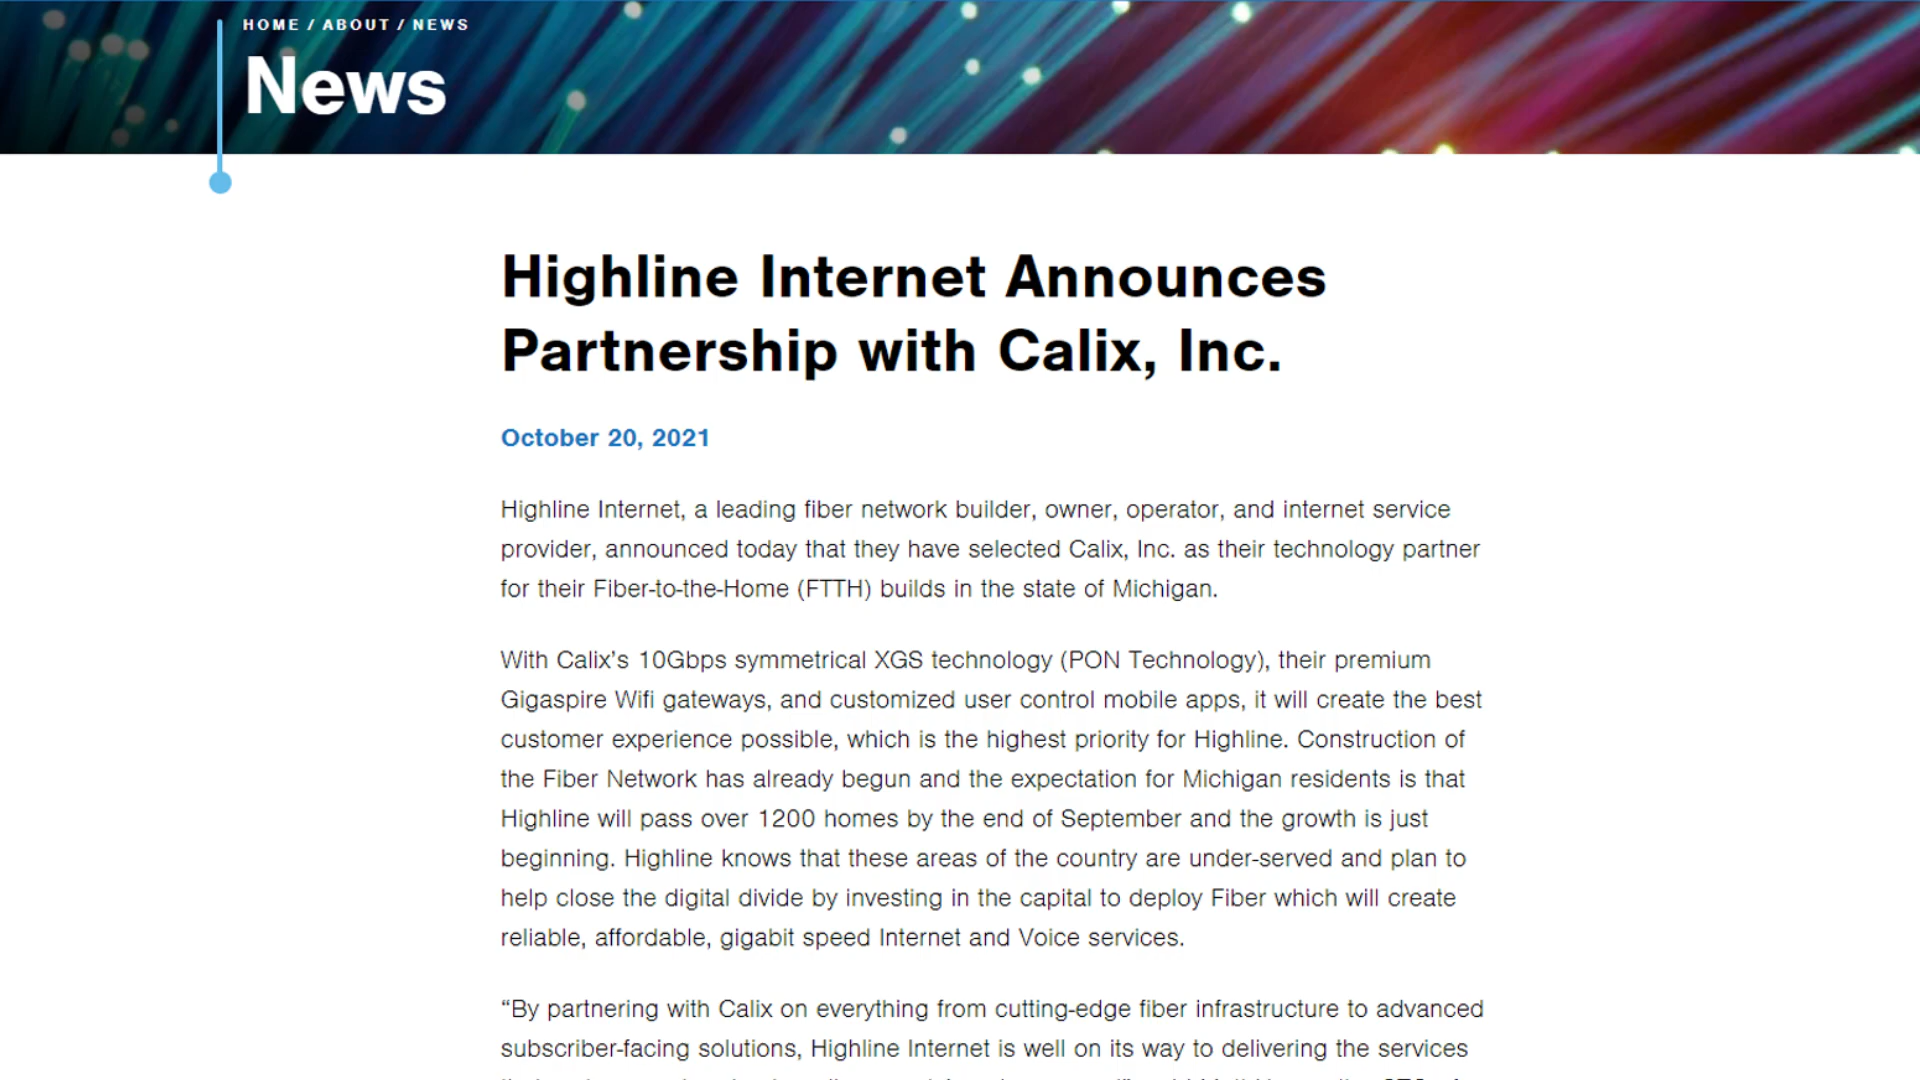 HOME / ABOUT / NEWS
News
Highline Internet Announces
Partnership with Calix, Inc.
October 20, 2021
Highline Internet, a leading fiber network builder, owner, operator, and internet service
provider, announced today that they have selected Calix, Inc. as their technology partner
for their Fiber-to-the-Home (FTTH) builds in the state of Michigan.
With Calix’s 10Gbps symmetrical XGS technology (PON Technology), their premium
Gigaspire Wifi gateways, and customized user control mobile apps, it will create the best
customer experience possible, which is the highest priority for Highline. Construction of
the Fiber Network has already begun and the expectation for Michigan residents is that
Highline will pass over 1200 homes by the end of September and the growth is just
beginning. Highline knows that these areas of the country are under-served and plan to
help close the digital divide by investing in the capital to deploy Fiber which will create
reliable, affordable, gigabit speed Internet and Voice services.
“By partnering with Calix on everything from cutting-edge fiber infrastructure to advanced
subscriber-facing solutions, Highline Internet is well on its way to delivering the services